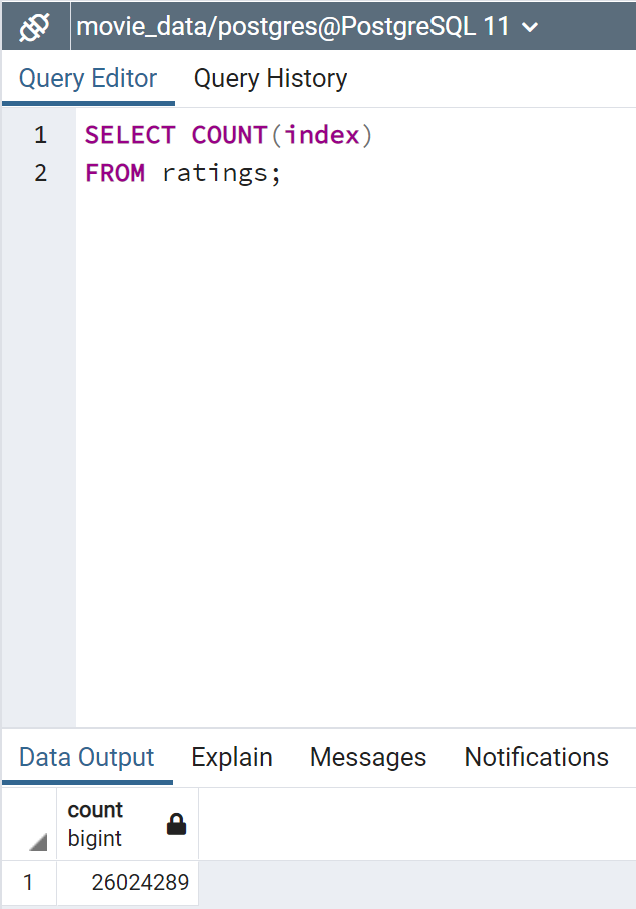 movie_data/postgres@PostgreSQL 11
Query Editor Query History
1 SELECT COUNT(index)
2 FROM ratings;
Data Output Explain Messages Notifications
count
bigint
1 26024289